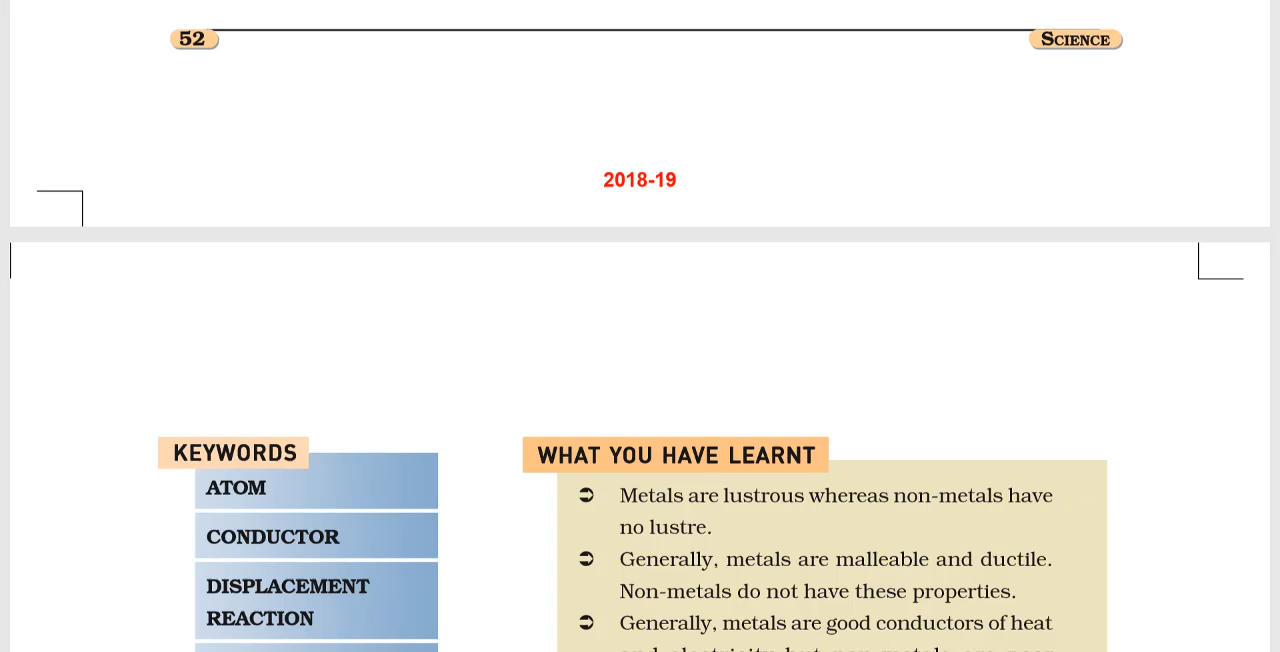 52
SCIENCE
2018-19
KEYWORDS
ATOM
CONDUCTOR
DISPLACEMENT
REACTION
WHAT YOU HAVE LEARNT
➲ Metals are lustrous whereas non-metals have
no lustre.
➲ Generally, metals are malleable and ductile.
Non-metals do not have these properties.
➲ Generally, metals are good conductors of heat